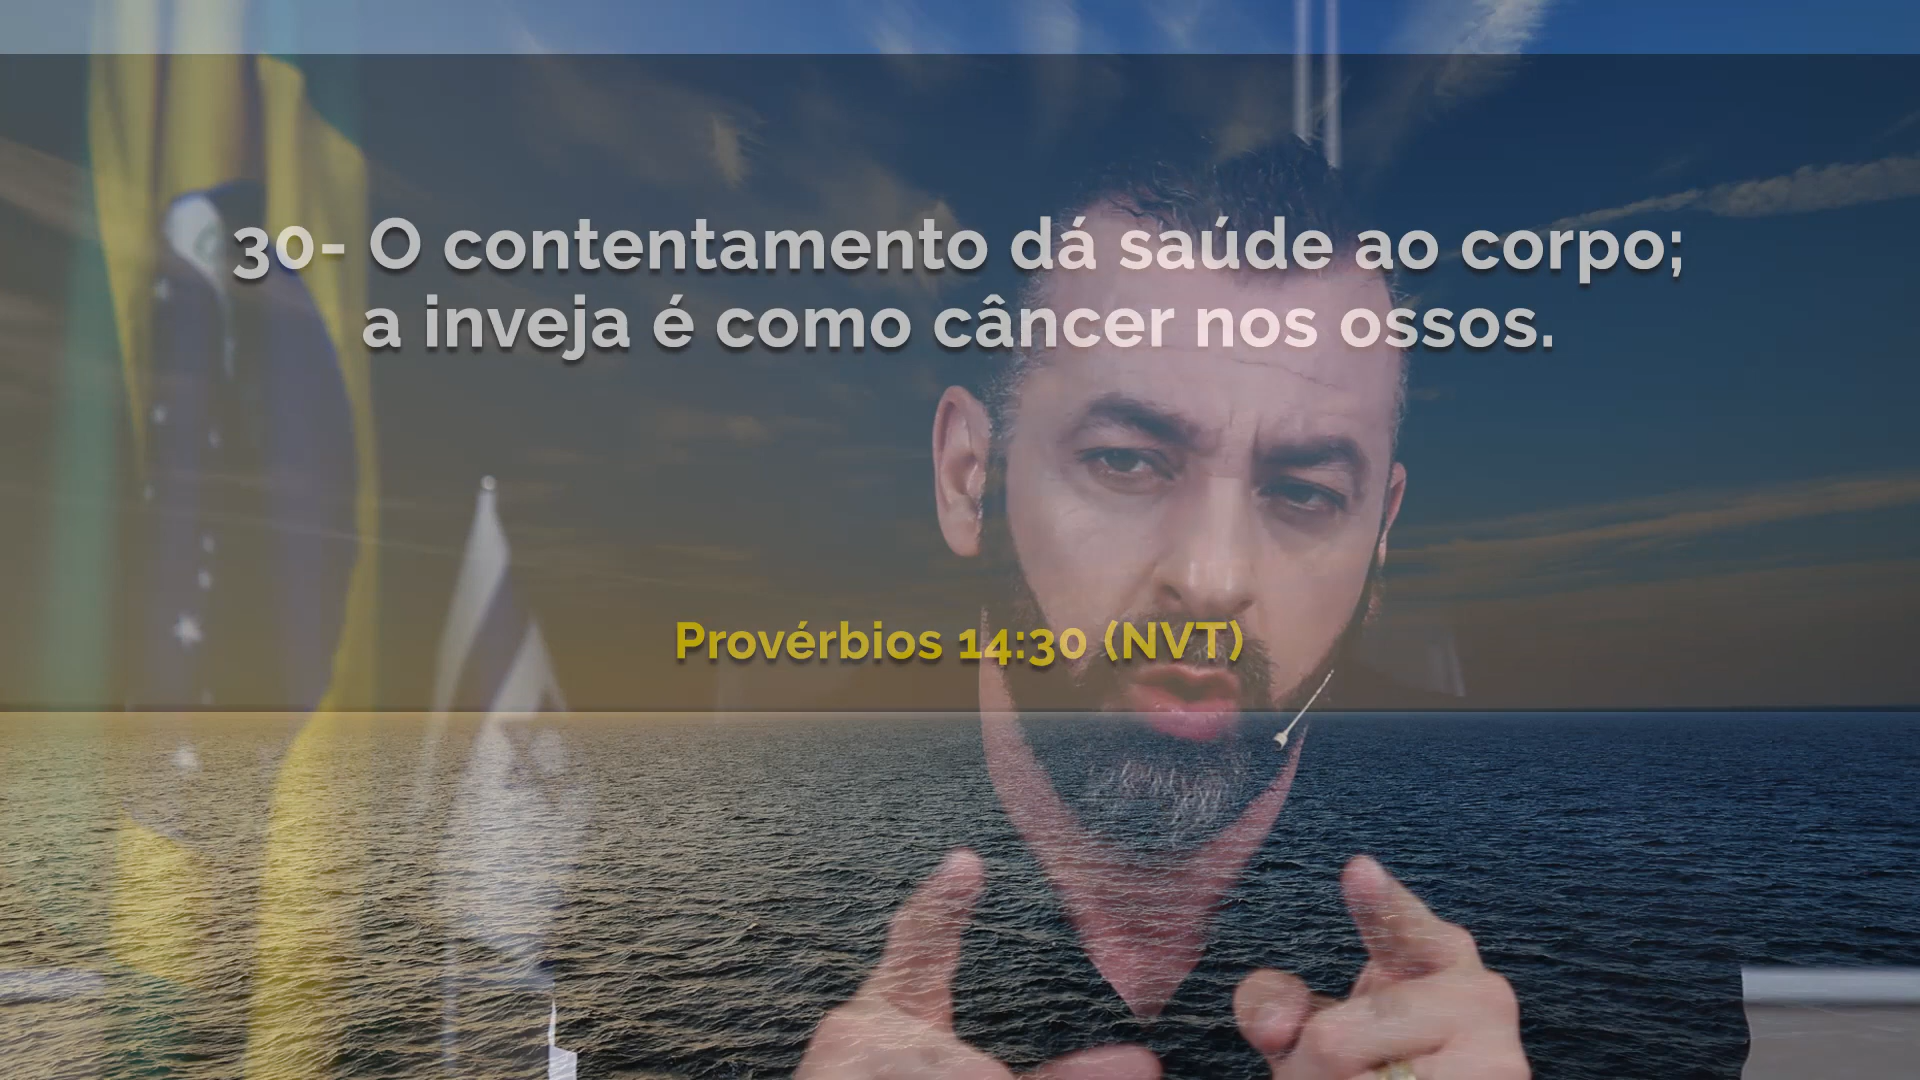 30- O contentamento dá saúde ao corpo;
a inveja é como câncer nos ossos.
Provérbios 14:30 (NVT)